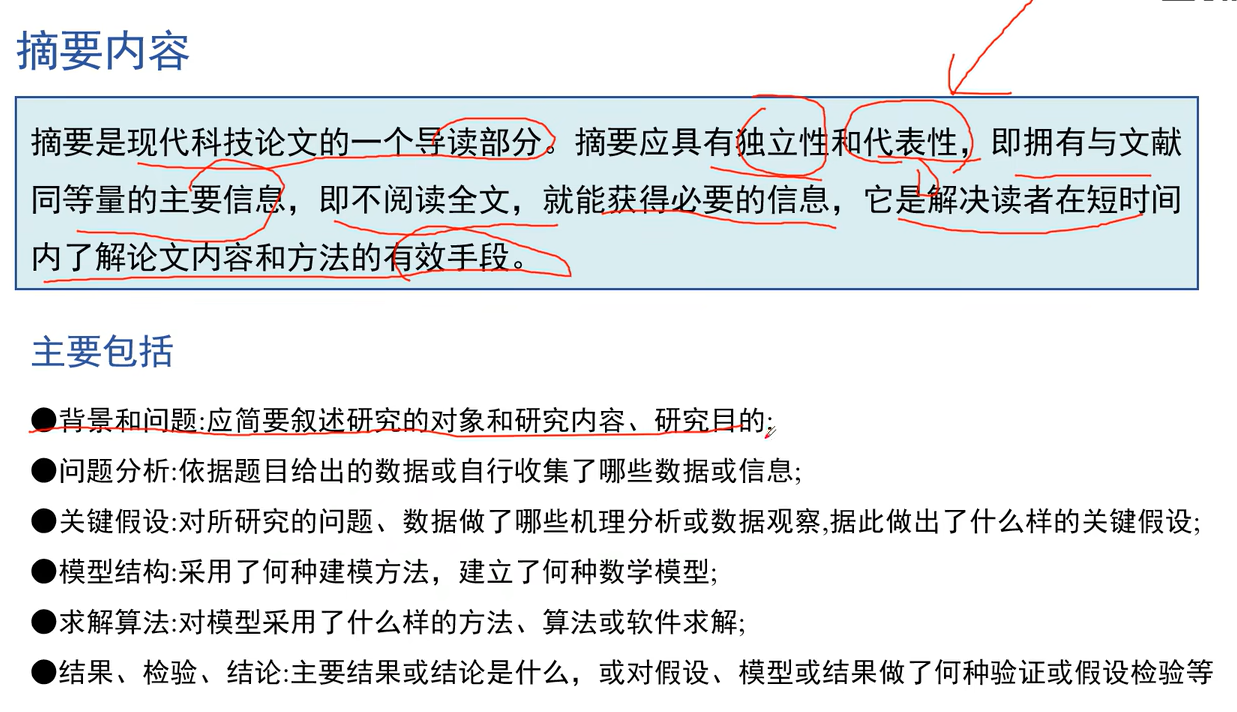 摘要内容
摘要是现代科技论文的一个导读部分。摘要应具有独立性和代表性，即拥有与文献
同等量的主要信息，即不阅读全文，就能获得必要的信息，它是解决读者在短时间
内了解论文内容和方法的有效手段。
主要包括
●背景和问题:应简要叙述研究的对象和研究内容、研究目的;
●问题分析:依据题目给出的数据或自行收集了哪些数据或信息;
●关键假设:对所研究的问题、数据做了哪些机理分析或数据观察,据此做出了什么样的关键假设;
●模型结构:采用了何种建模方法，建立了何种数学模型;
●求解算法:对模型采用了什么样的方法、算法或软件求解;
●结果、检验、结论:主要结果或结论是什么，或对假设、模型或结果做了何种验证或假设检验等